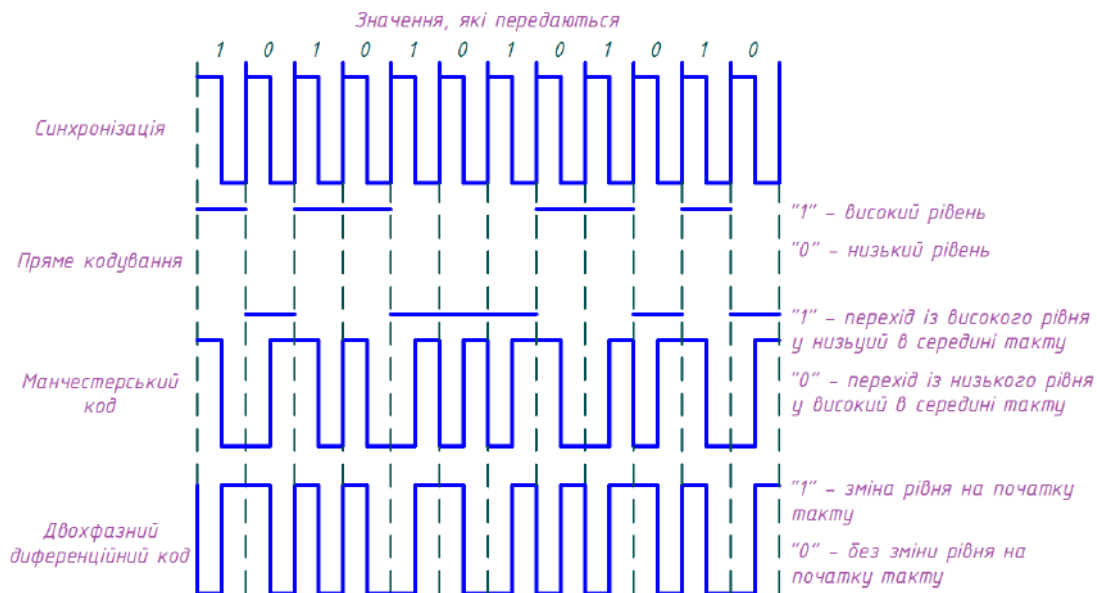 Значення, які передаються
1 0 1 0 1 0 1 0 1 0 1 0
Синхронізація
"1" - високий рівень
Пряме кодування
"0" - низький рівень
"1" - перехід із високого рівня
у низьуий в середині такту
Манчестерський
код
"0" - перехід із низького рівня
у високий в середині такту
"1" - зміна рівня на початку
такту
Двохфазний
диференційний код
"0" - без зміни рівня на
початку такту